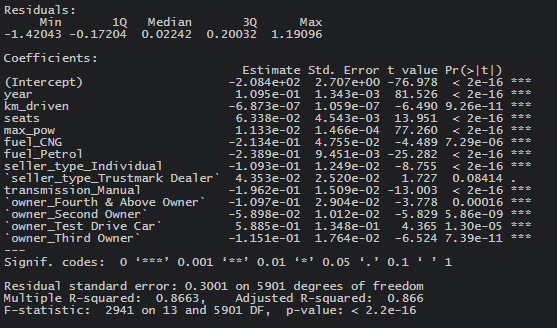 Residuals:
     Min       1Q   Median       3Q      Max
-1.42043 -0.17204  0.02242  0.20032  1.19096

Coefficients:
                               Estimate Std. Error t value Pr(>|t|)
(Intercept)                  -2.084e+02  2.707e+00 -76.978  < 2e-16 ***
year                          1.095e-01  1.343e-03  81.526  < 2e-16 ***
km_driven                    -6.873e-07  1.059e-07  -6.490 9.26e-11 ***
seats                         6.338e-02  4.543e-03  13.951  < 2e-16 ***
max_pow                       1.133e-02  1.466e-04  77.260  < 2e-16 ***
fuel_CNG                     -2.134e-01  4.755e-02  -4.489 7.29e-06 ***
fuel_Petrol                  -2.389e-01  9.451e-03 -25.282  < 2e-16 ***
seller_type_Individual       -1.093e-01  1.249e-02  -8.755  < 2e-16 ***
`seller_type_Trustmark Dealer`  4.353e-02  2.520e-02   1.727  0.08414 .
transmission_Manual          -1.962e-01  1.509e-02 -13.003  < 2e-16 ***
`owner_Fourth & Above Owner` -1.097e-01  2.904e-02  -3.778  0.00016 ***
`owner_Second Owner`         -5.898e-02  1.012e-02  -5.829 5.86e-09 ***
`owner_Test Drive Car`        5.885e-01  1.348e-01   4.365 1.30e-05 ***
`owner_Third Owner`          -1.151e-01  1.764e-02  -6.524 7.39e-11 ***
---
Signif. codes:  0 ‘***’ 0.001 ‘**’ 0.01 ‘*’ 0.05 ‘.’ 0.1 ‘ ’ 1

Residual standard error: 0.3001 on 5901 degrees of freedom
Multiple R-squared:  0.8663,	Adjusted R-squared:  0.866
F-statistic:  2941 on 13 and 5901 DF,  p-value: < 2.2e-16